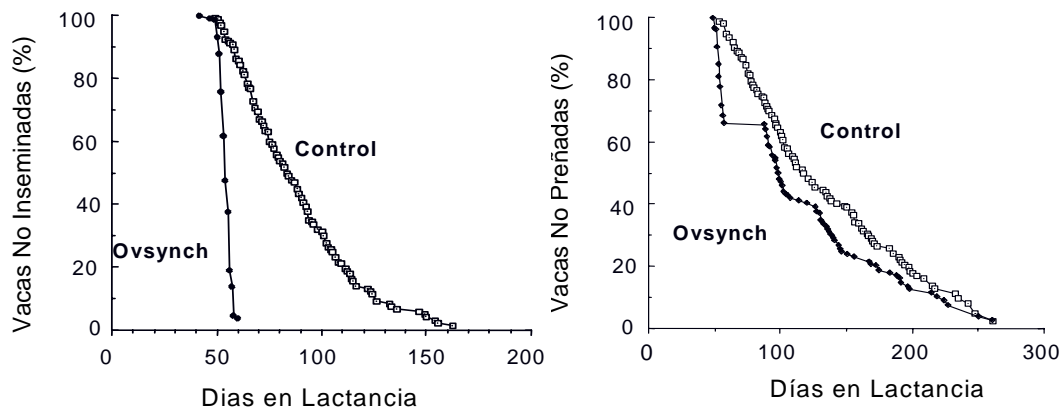 Vacas No Inseminadas (%)
100
80
60
40
20
0
Control
Ovsynch
0 50 100 150 200
Dias en Lactancia
Vacas No Preñadas (%)
100
80
60
40
20
0
Control
Ovsynch
0 100 200 300
Días en Lactancia